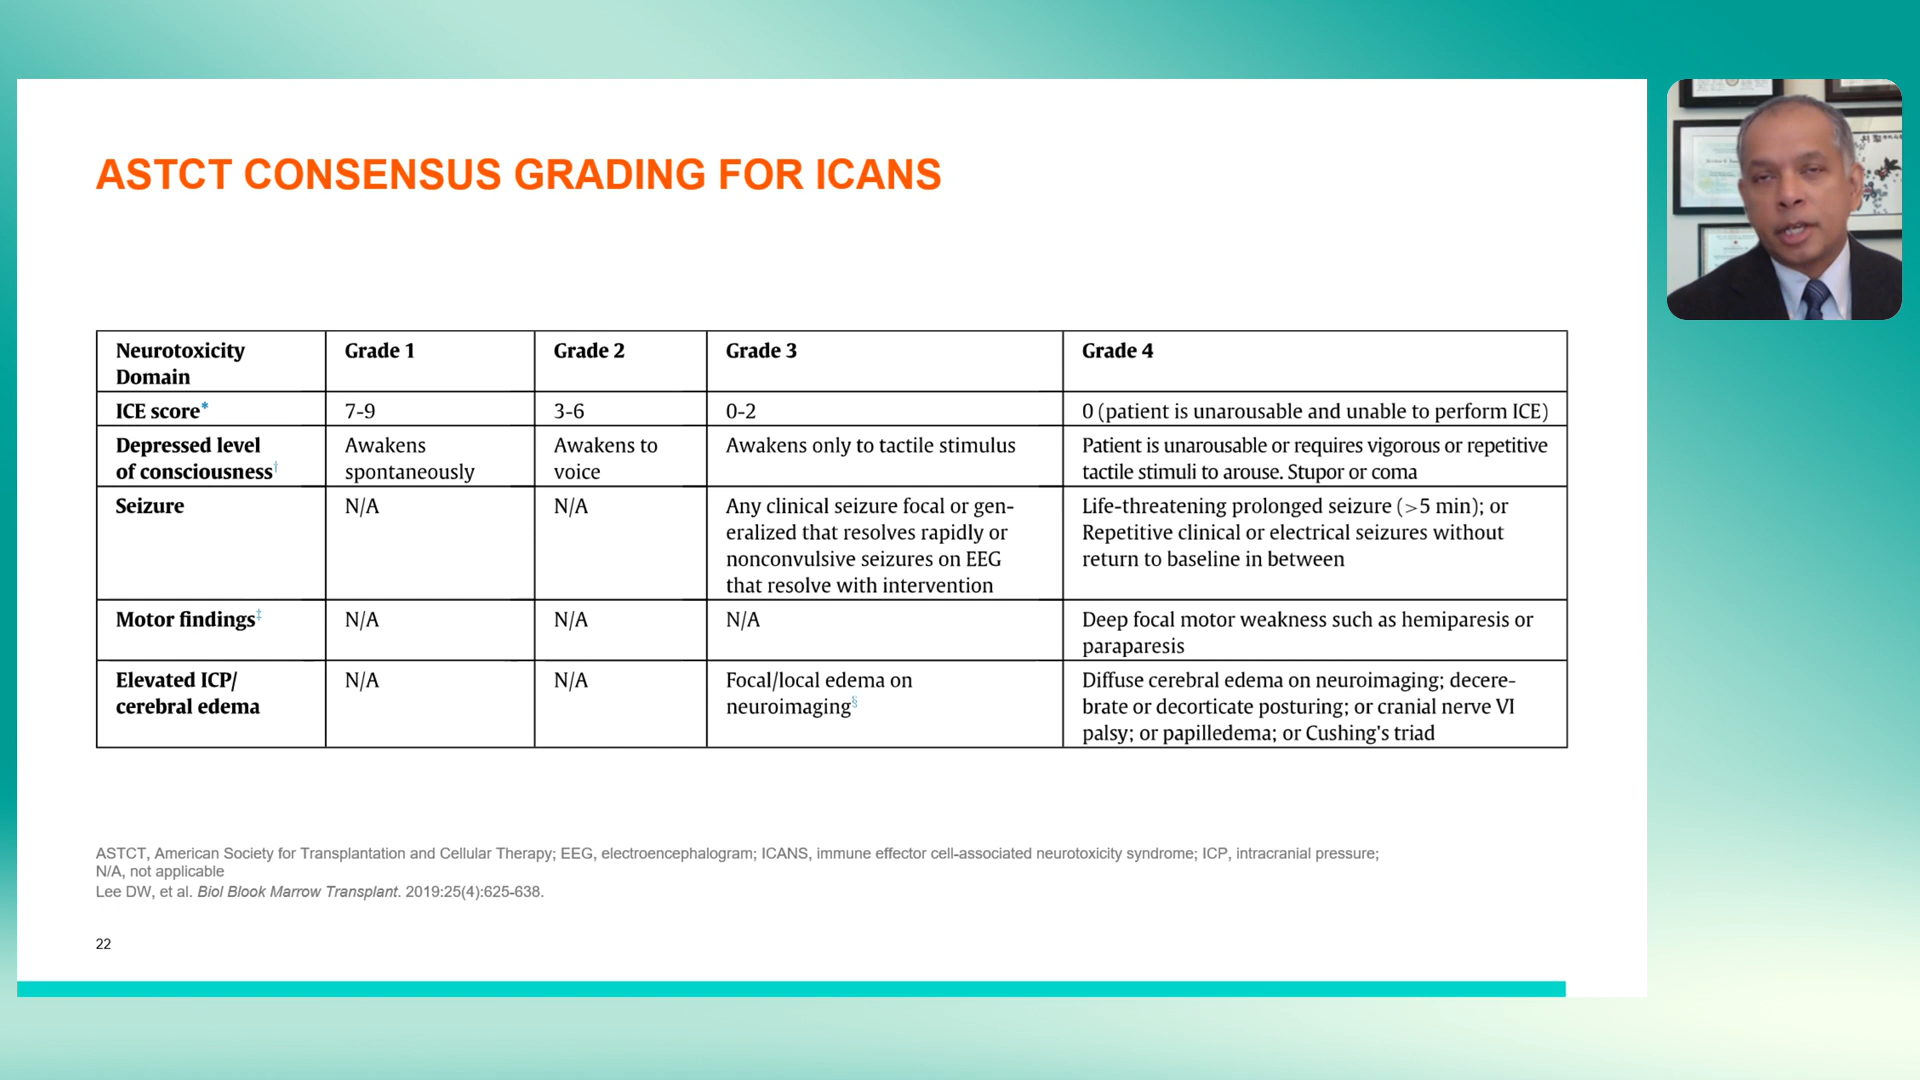 ASTCT CONSENSUS GRADING FOR ICANS
Neurotoxicity Domain | Grade 1 | Grade 2 | Grade 3 | Grade 4
ICE score* | 7-9 | 3-6 | 0-2 | 0 (patient is unarousable and unable to perform ICE)
Depressed level of consciousness† | Awakens spontaneously | Awakens to voice | Awakens only to tactile stimulus | Patient is unarousable or requires vigorous or repetitive tactile stimuli to arouse. Stupor or coma
Seizure | N/A | N/A | Any clinical seizure focal or gen-eralized that resolves rapidly or nonconvulsive seizures on EEG that resolve with intervention | Life-threatening prolonged seizure (>5 min); or Repetitive clinical or electrical seizures without return to baseline in between
Motor findings‡ | N/A | N/A | N/A | Deep focal motor weakness such as hemiparesis or paraparesis
Elevated ICP/ cerebral edema | N/A | N/A | Focal/local edema on neuroimaging§ | Diffuse cerebral edema on neuroimaging; decere-brate or decorticate posturing; or cranial nerve VI palsy; or papilledema; or Cushing's triad
ASTCT, American Society for Transplantation and Cellular Therapy; EEG, electroencephalogram; ICANS, immune effector cell-associated neurotoxicity syndrome; ICP, intracranial pressure;
N/A, not applicable
Lee DW, et al. Biol Blook Marrow Transplant. 2019:25(4):625-638.
22